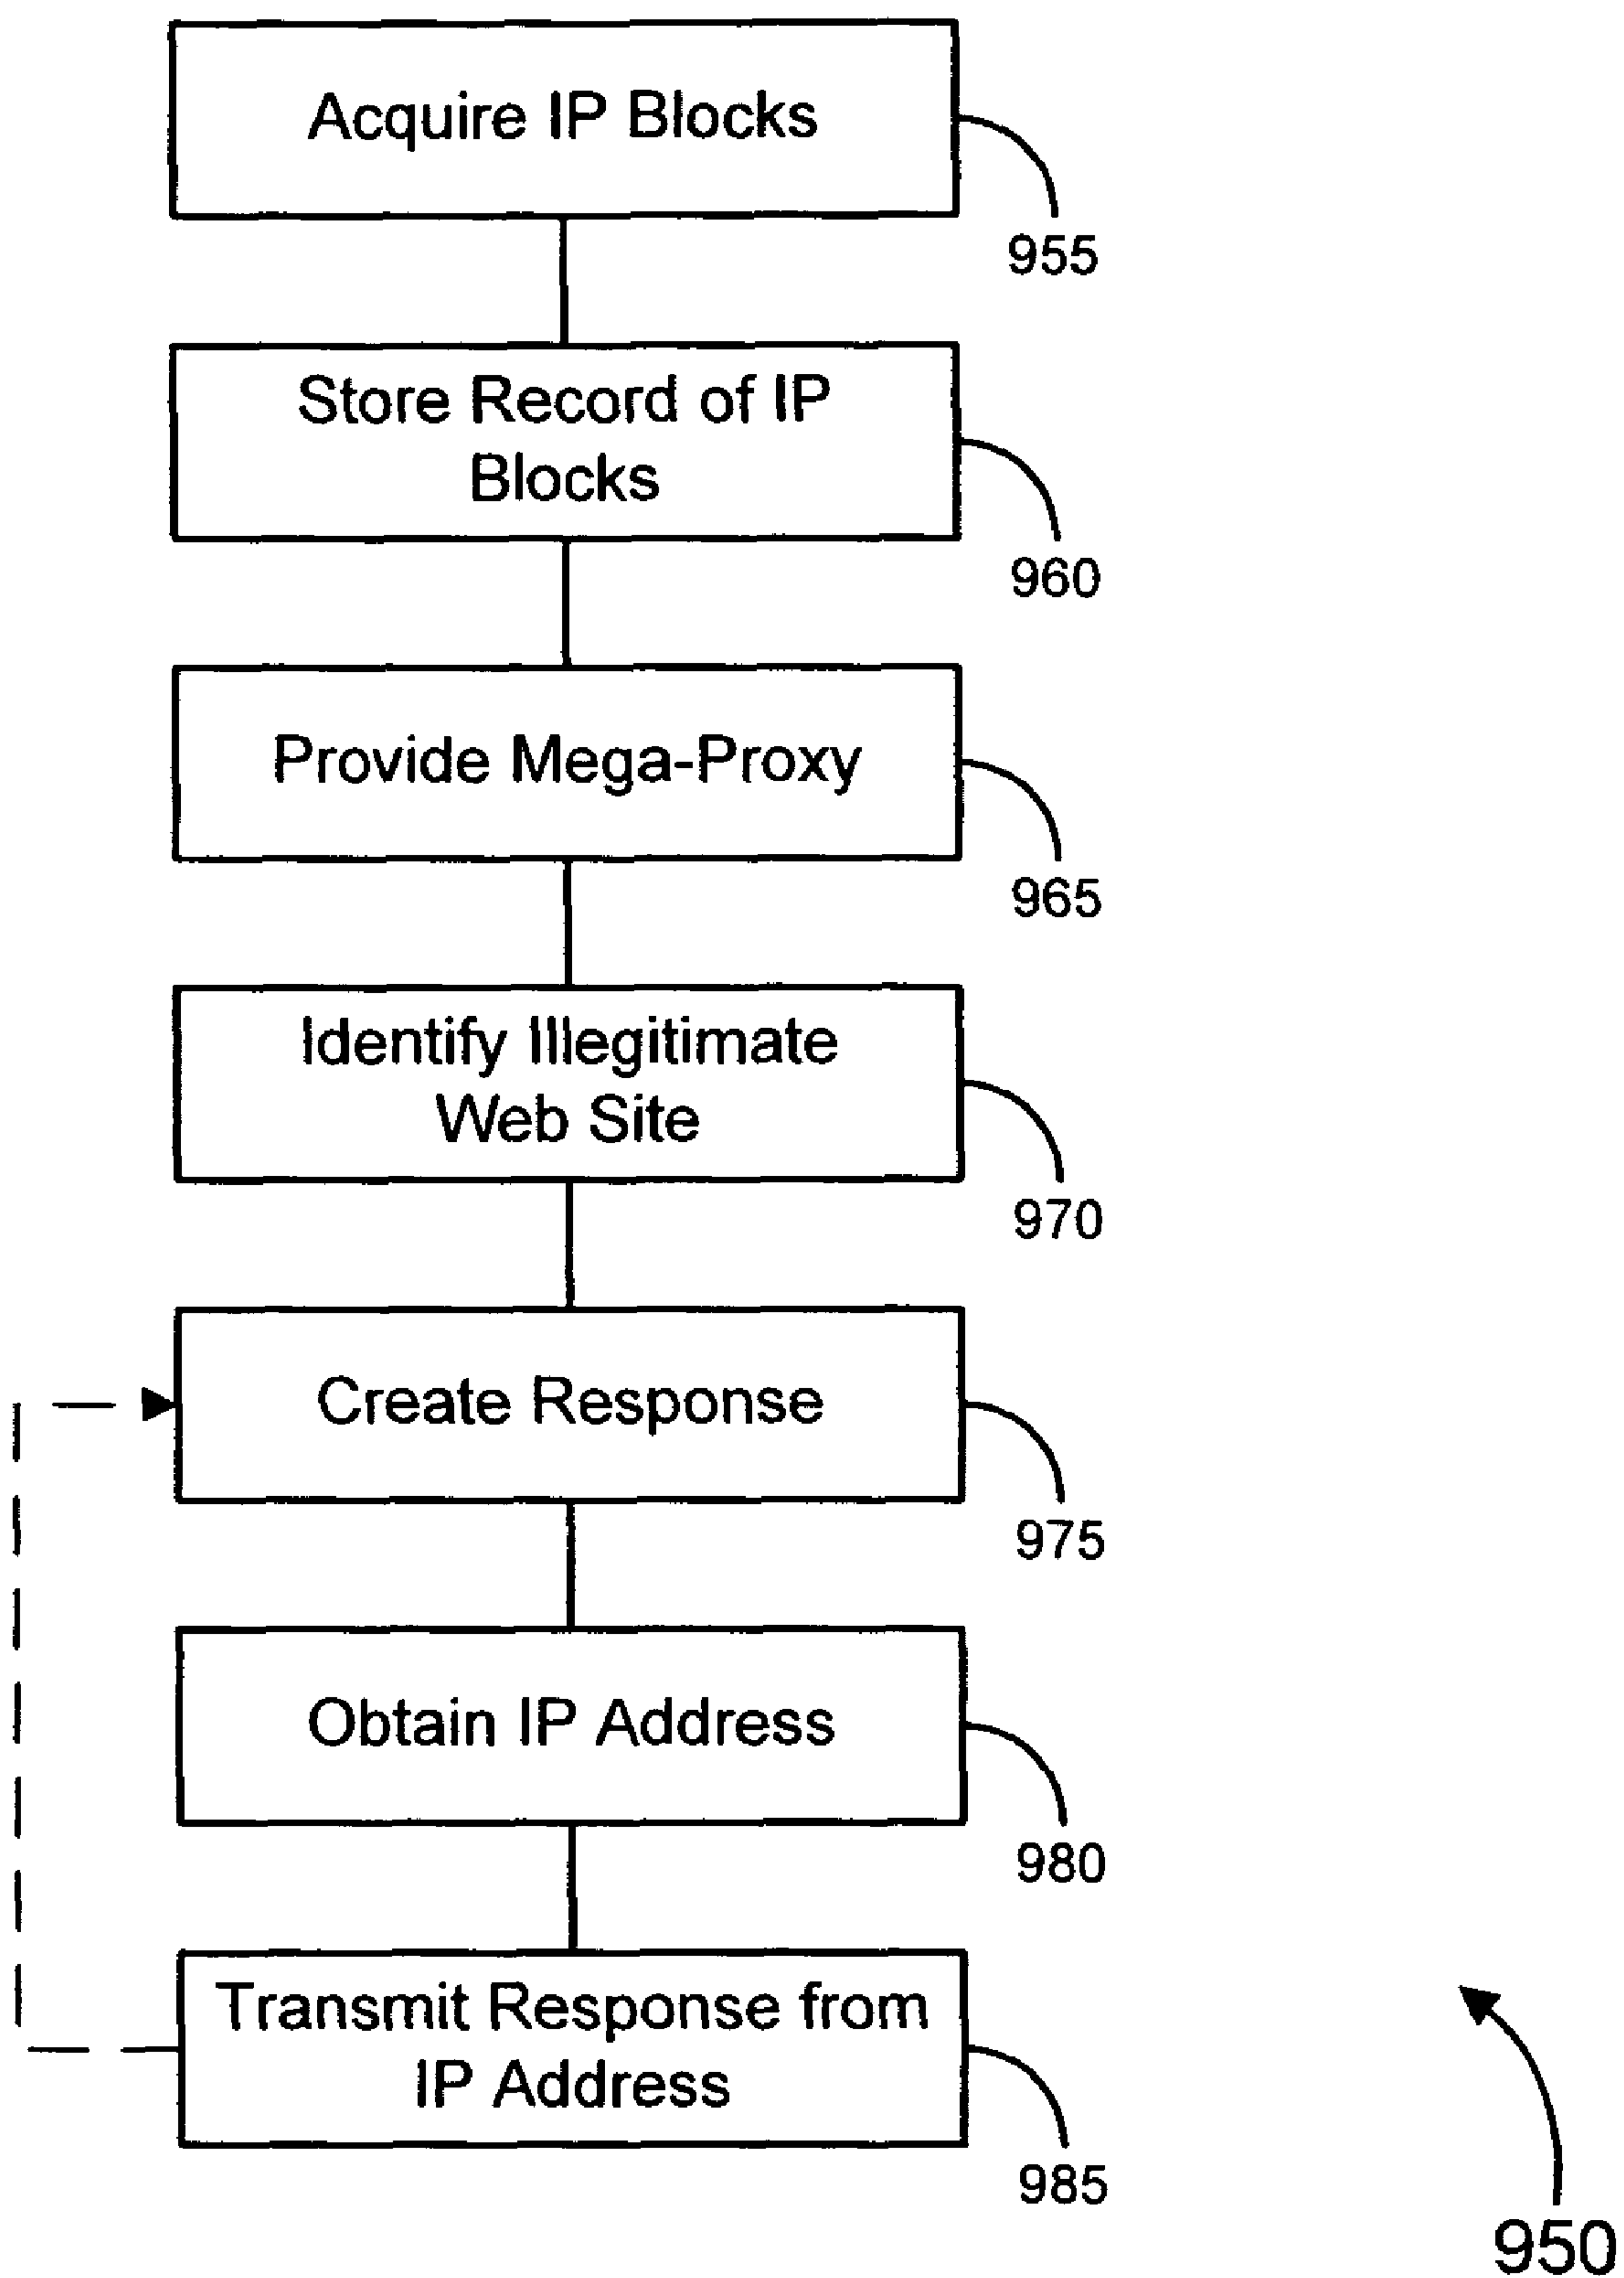 Acquire IP Blocks
955
Store Record of IP
Blocks
960
Provide Mega-Proxy
965
Identify Illegitimate
Web Site
970
Create Response
975
Obtain IP Address
980
Transmit Response from
IP Address
985
950